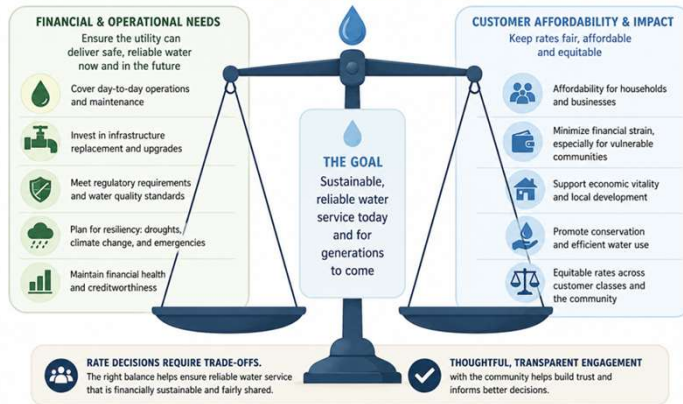 FINANCIAL & OPERATIONAL NEEDS
Ensure the utility can
deliver safe, reliable water
now and in the future
Cover day-to-day operations
and maintenance
Invest in infrastructure
replacement and upgrades
Meet regulatory requirements
and water quality standards
Plan for resiliency: droughts,
climate change, and emergencies
Maintain financial health
and creditworthiness
THE GOAL
Sustainable,
reliable water
service today
and for
generations
to come
CUSTOMER AFFORDABILITY & IMPACT
Keep rates fair, affordable
and equitable
Affordability for households
and businesses
Minimize financial strain,
especially for vulnerable
communities
Support economic vitality
and local development
Promote conservation
and efficient water use
Equitable rates across
customer classes and
the community
RATE DECISIONS REQUIRE TRADE-OFFS.
The right balance helps ensure reliable water service
that is financially sustainable and fairly shared.
THOUGHTFUL, TRANSPARENT ENGAGEMENT
with the community helps build trust and
informs better decisions.